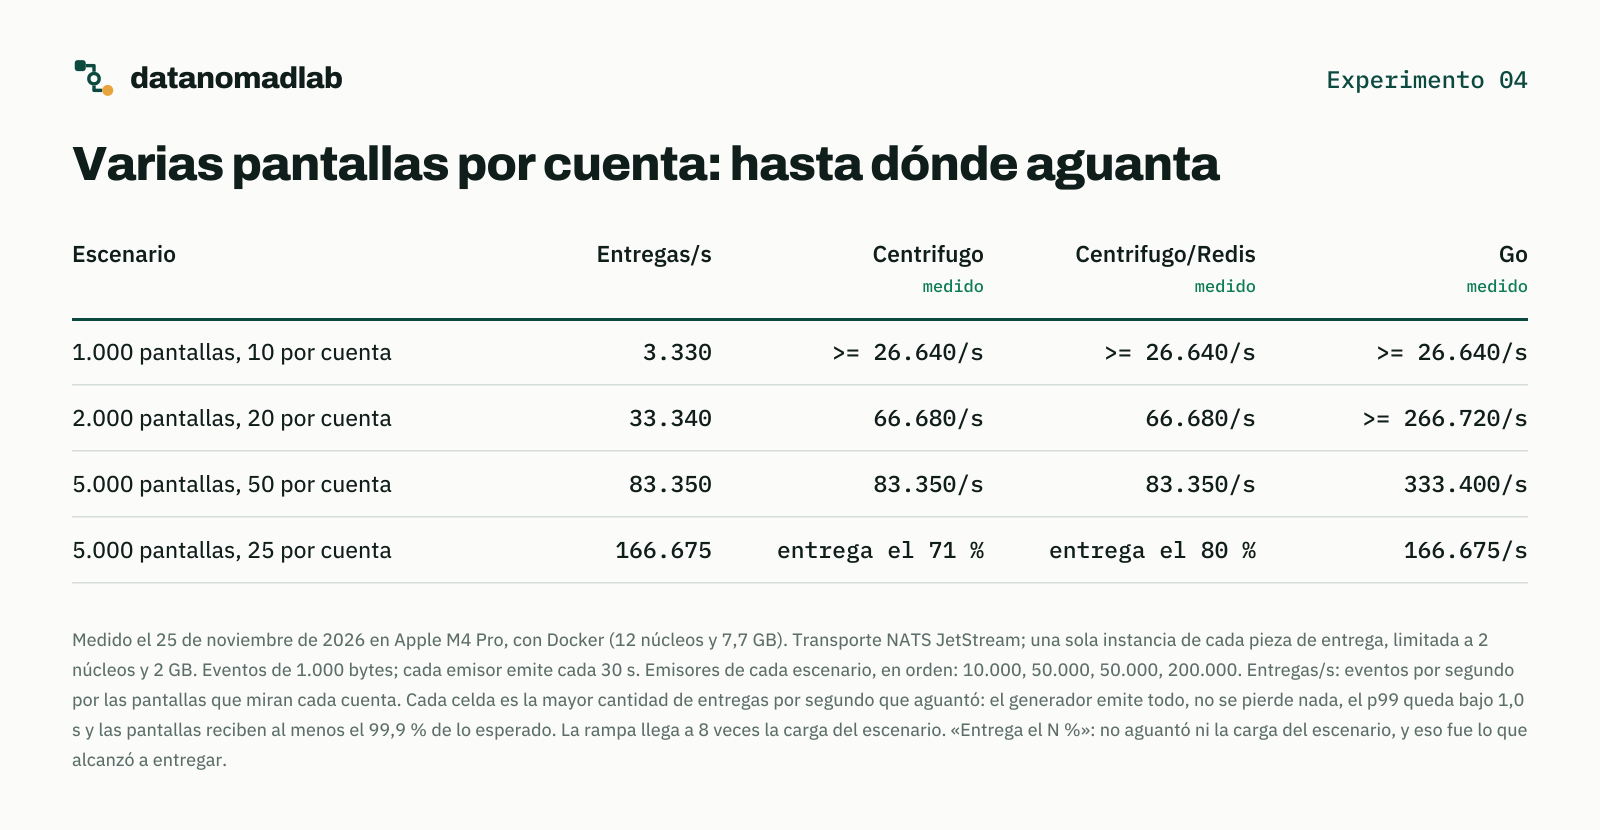 datanomadlab
Experimento 04
Varias pantallas por cuenta: hasta dónde aguanta
Escenario Entregas/s Centrifugo Centrifugo/Redis Go
medido medido medido
1.000 pantallas, 10 por cuenta 3.330 >= 26.640/s >= 26.640/s >= 26.640/s
2.000 pantallas, 20 por cuenta 33.340 66.680/s 66.680/s >= 266.720/s
5.000 pantallas, 50 por cuenta 83.350 83.350/s 83.350/s 333.400/s
5.000 pantallas, 25 por cuenta 166.675 entrega el 71 % entrega el 80 % 166.675/s
Medido el 25 de noviembre de 2026 en Apple M4 Pro, con Docker (12 núcleos y 7,7 GB). Transporte NATS JetStream; una sola instancia de cada pieza de entrega, limitada a 2
núcleos y 2 GB. Eventos de 1.000 bytes; cada emisor emite cada 30 s. Emisores de cada escenario, en orden: 10.000, 50.000, 50.000, 200.000. Entregas/s: eventos por segundo
por las pantallas que miran cada cuenta. Cada celda es la mayor cantidad de entregas por segundo que aguantó: el generador emite todo, no se pierde nada, el p99 queda bajo 1,0
s y las pantallas reciben al menos el 99,9 % de lo esperado. La rampa llega a 8 veces la carga del escenario. «Entrega el N %»: no aguantó ni la carga del escenario, y eso fue lo que
alcanzó a entregar.